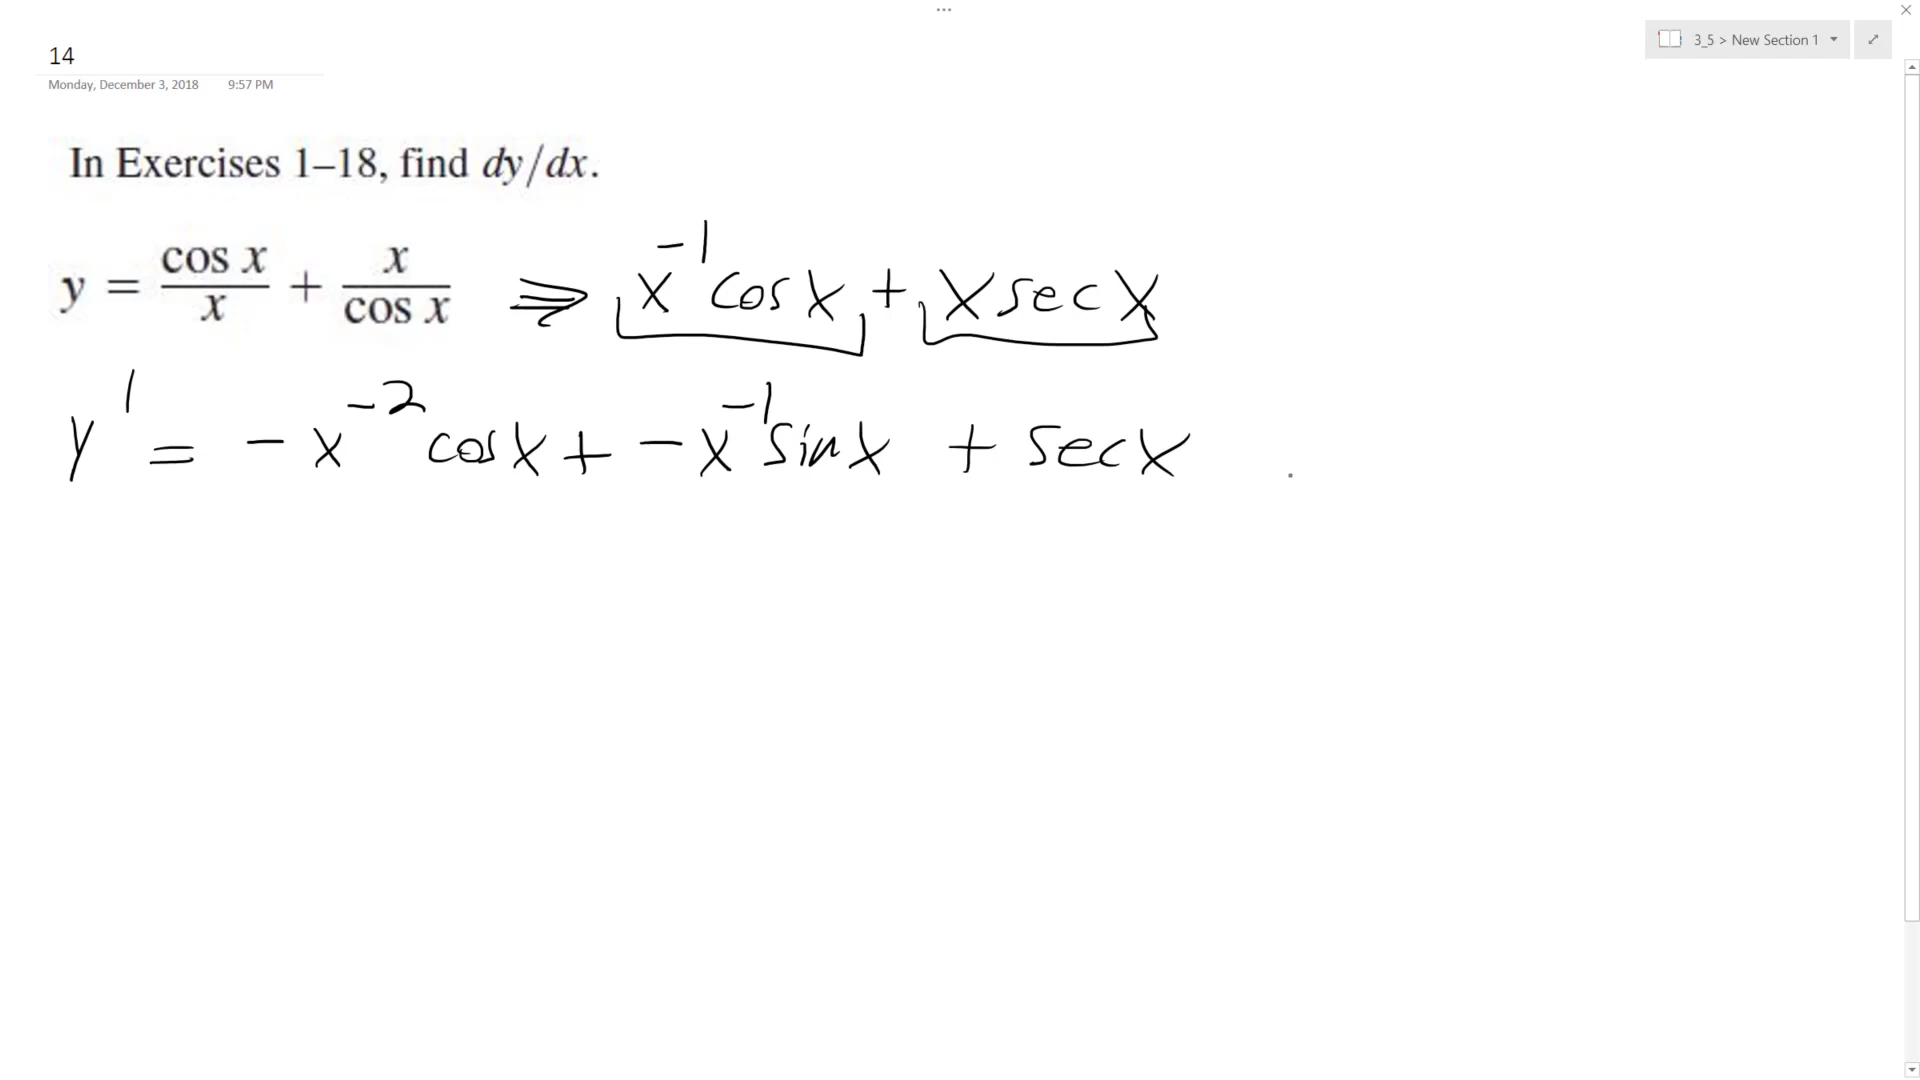 ...
3_5 > New Section 1
14
Monday, December 3, 2018 9:57 PM
In Exercises 1–18, find dy/dx.
y = cos x / x + x / cos x ⇒ x⁻¹ cos x + x sec x
y' = - x⁻² cos x + - x⁻¹ sin x + sec x